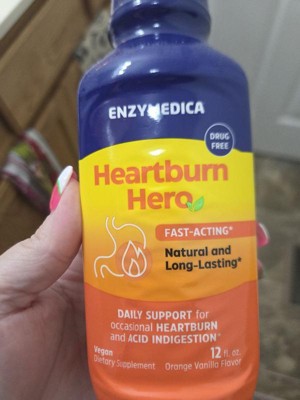 ENZYMEDICA
DRUG
FREE
Heartburn
Hero
FAST-ACTING*
Natural and
Long-Lasting*
DAILY SUPPORT for
occasional HEARTBURN
and ACID INDIGESTION*
Vegan
Dietary Supplement
12 fl. oz.
Orange Vanilla Flavor